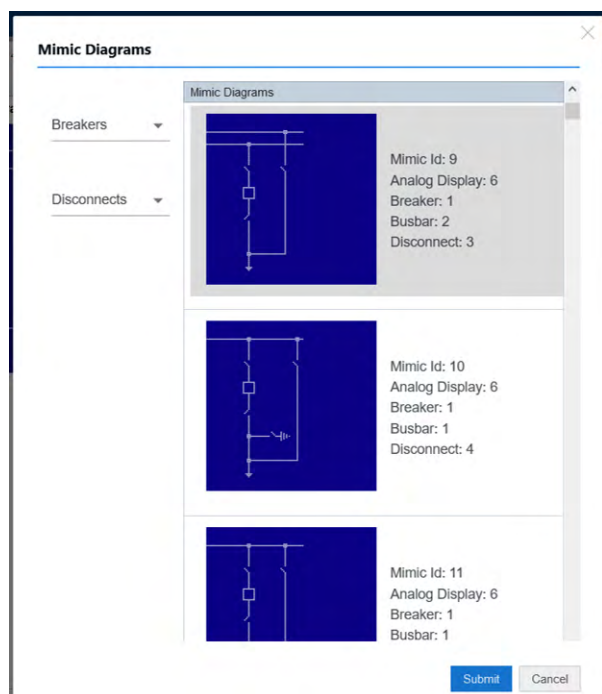 Mimic Diagrams
Mimic Diagrams
Breakers
Disconnects
Mimic Id: 9
Analog Display: 6
Breaker: 1
Busbar: 2
Disconnect: 3
Mimic Id: 10
Analog Display: 6
Breaker: 1
Busbar: 1
Disconnect: 4
Mimic Id: 11
Analog Display: 6
Breaker: 1
Busbar: 1
Submit
Cancel